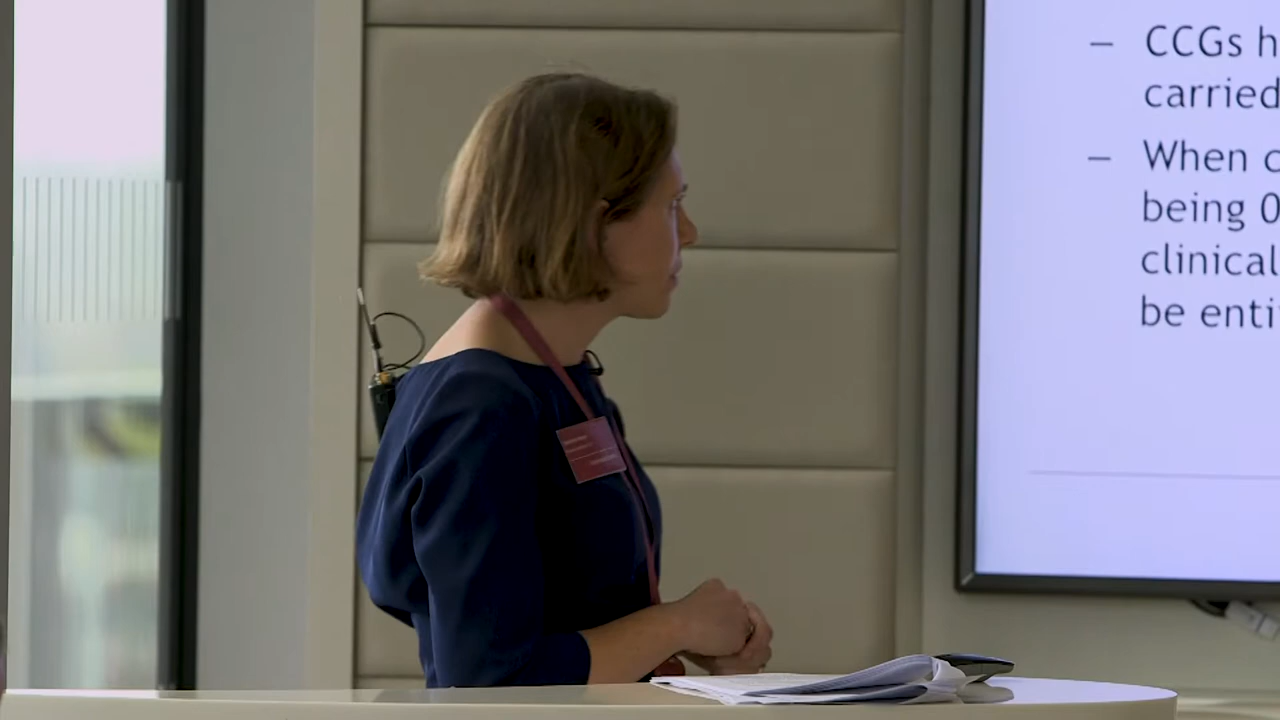 – CCGs h
carried
– When c
being 0
clinical
be enti